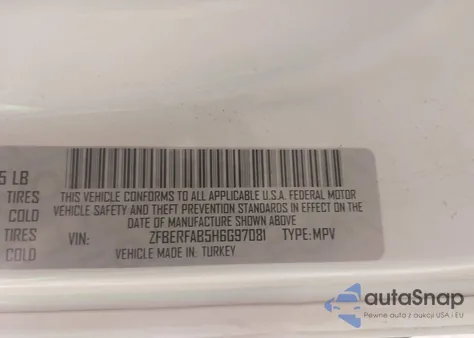 5 LB
TIRES
COLD
TIRES
COLD
THIS VEHICLE CONFORMS TO ALL APPLICABLE U.S.A. FEDERAL MOTOR
VEHICLE SAFETY AND THEFT PREVENTION STANDARDS IN EFFECT ON
DATE OF MANUFACTURE SHOWN ABOVE
VIN: ZFBERFAB5H6G97081 TYPE: MPV
VEHICLE MADE IN: TURKEY
autoSnap
Pewne auta z aukcji USA i EU